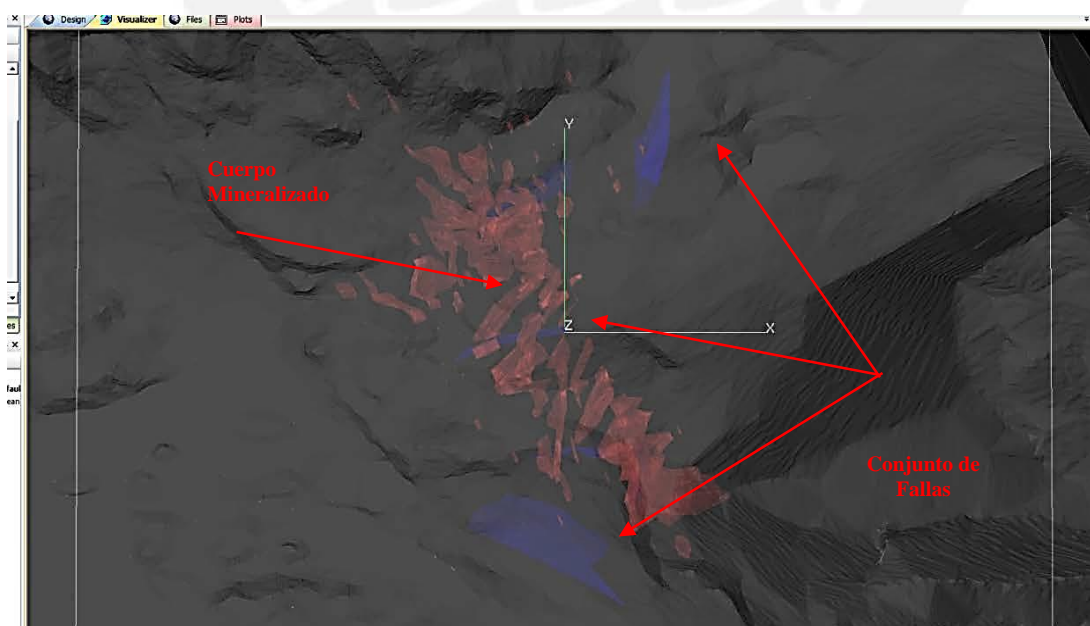 Design Visualizer Files Plots
Cuerpo
Mineralizado
Y
Z
X
es
faul
ean
Conjunto de
Fallas